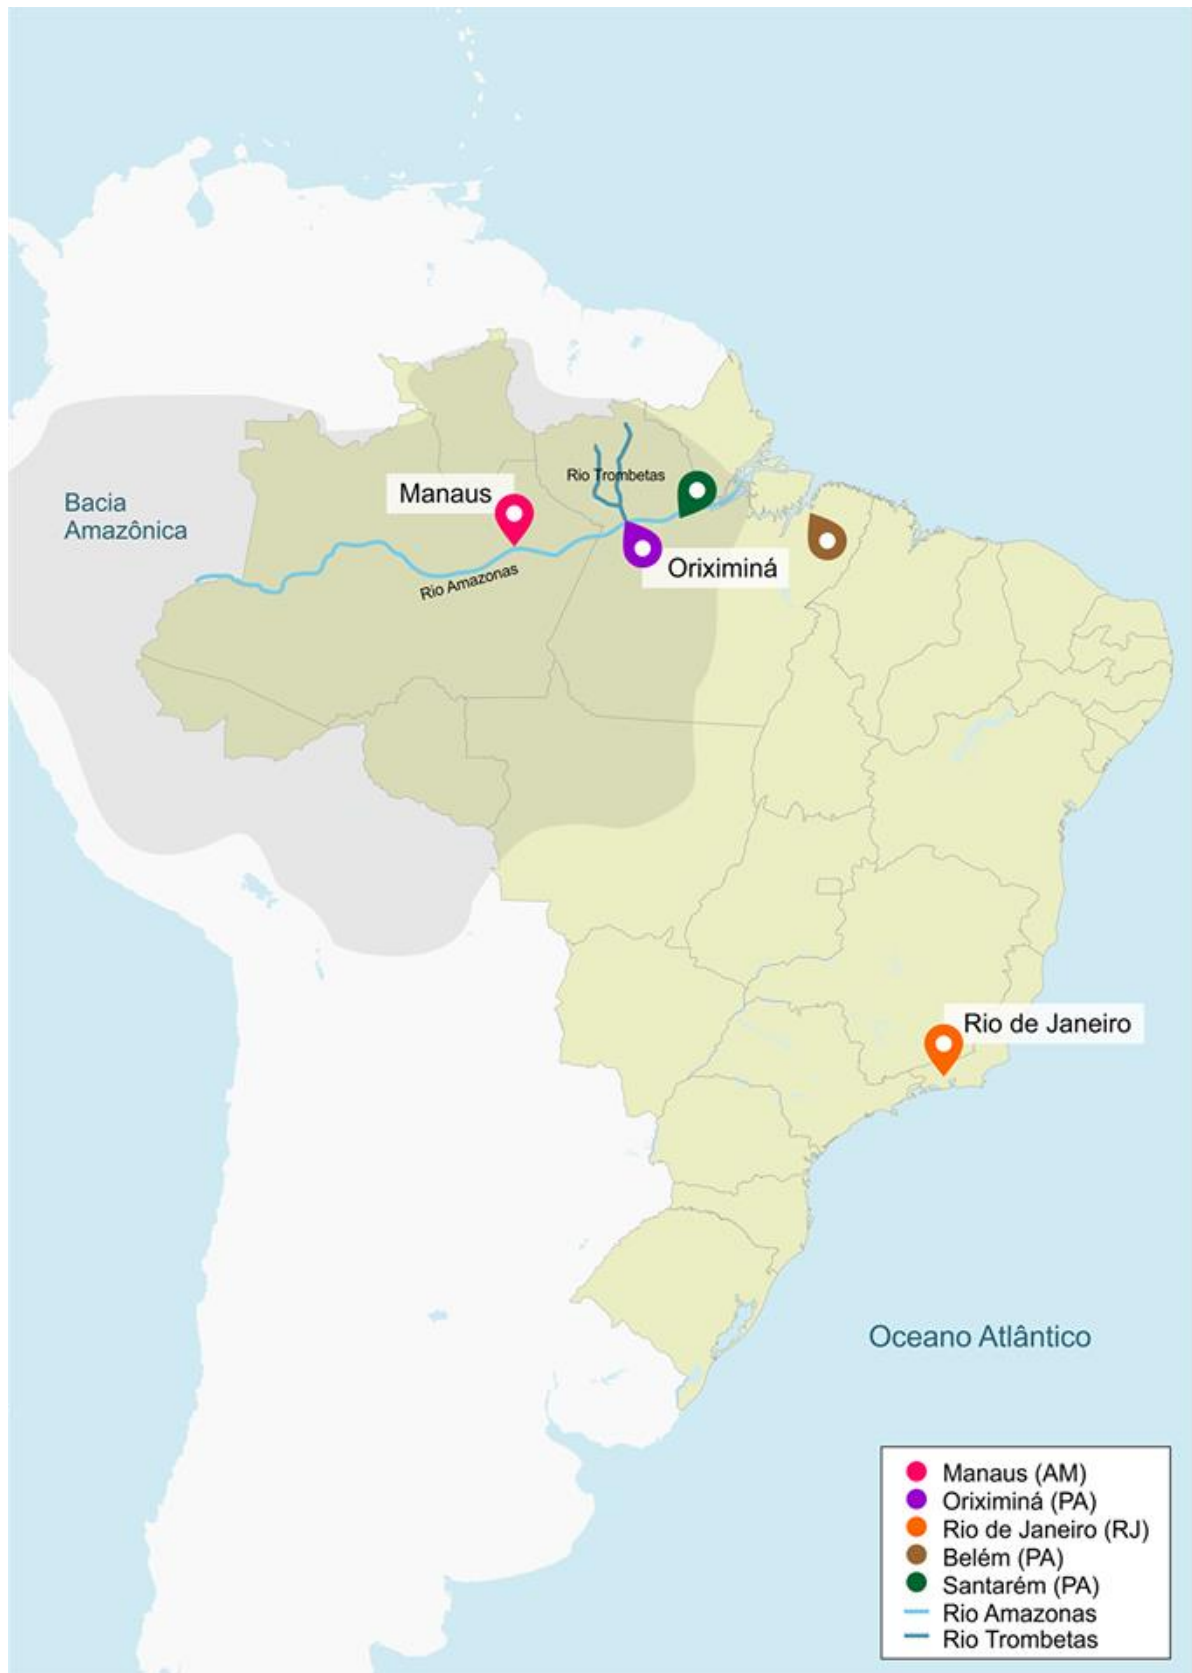 Rio Trombetas
Manaus
Bacia
Amazônica
Oriximiná
Rio Amazonas
Rio de Janeiro
Oceano Atlântico
Manaus (AM)
Oriximiná (PA)
Rio de Janeiro (RJ)
Belém (PA)
Santarém (PA)
Rio Amazonas
Rio Trombetas